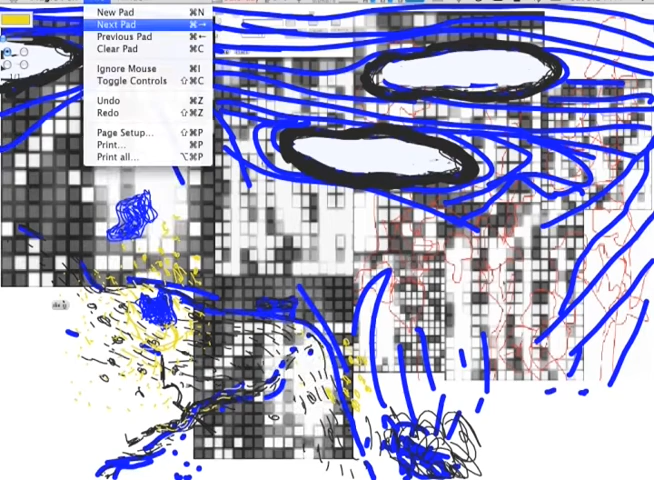 New Pad ⌘N
Next Pad ⌘→
Previous Pad ⌘←
Clear Pad ⌘C
Ignore Mouse ⌘I
Toggle Controls ⇧⌘C
Undo ⌘Z
Redo ⇧⌘Z
Page Setup... ⇧⌘P
Print... ⌘P
Print all... ⌥⌘P